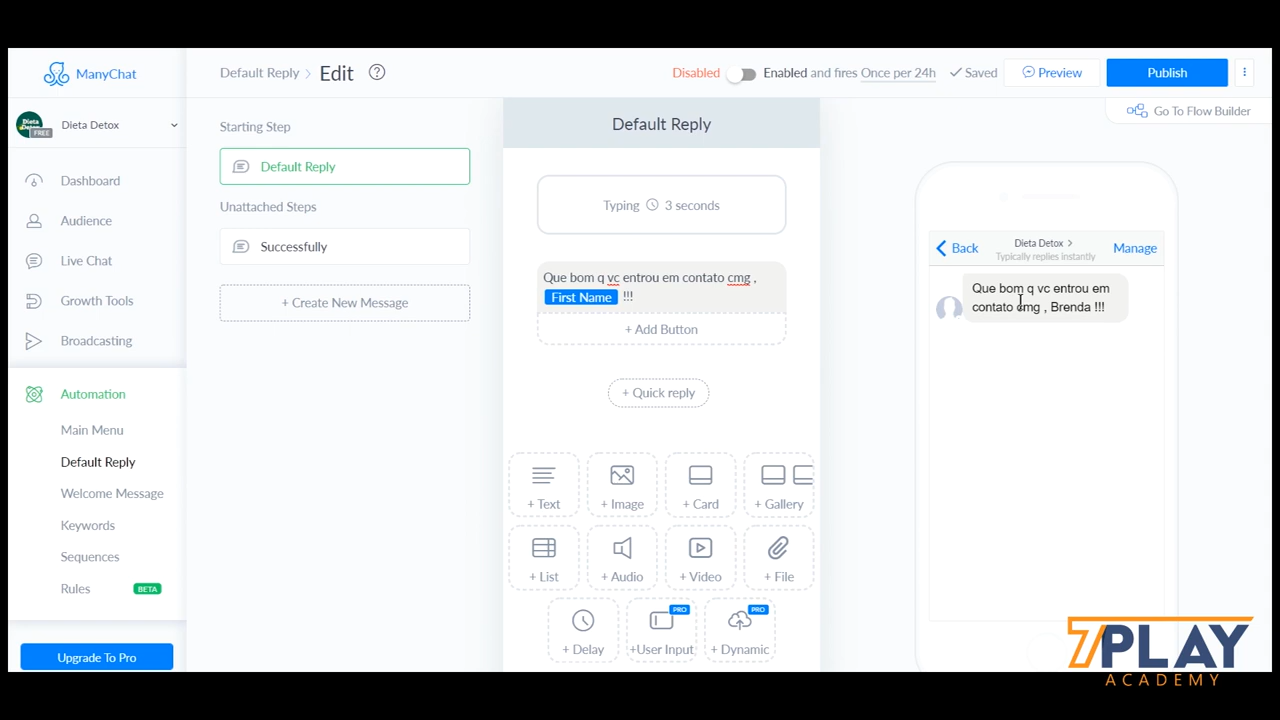 ManyChat
Default Reply > Edit ?
Disabled Enabled and fires Once per 24h Saved Preview Publish
Go To Flow Builder
Dieta Detox
FREE
Dieta Detox
Dashboard
Audience
Live Chat
Growth Tools
Broadcasting
Automation
Main Menu
Default Reply
Welcome Message
Keywords
Sequences
Rules BETA
Upgrade To Pro
Starting Step
Default Reply
Unattached Steps
Successfully
+ Create New Message
Default Reply
Typing 3 seconds
Que bom q vc entrou em contato cmg ,
First Name !!!
+ Add Button
+ Quick reply
+ Text + Image + Card + Gallery
+ List + Audio + Video + File
PRO PRO
+ Delay +User Input + Dynamic
Back Dieta Detox > Manage
Typically replies instantly
Que bom q vc entrou em
contato cmg , Brenda !!!
7PLAY
ACADEMY